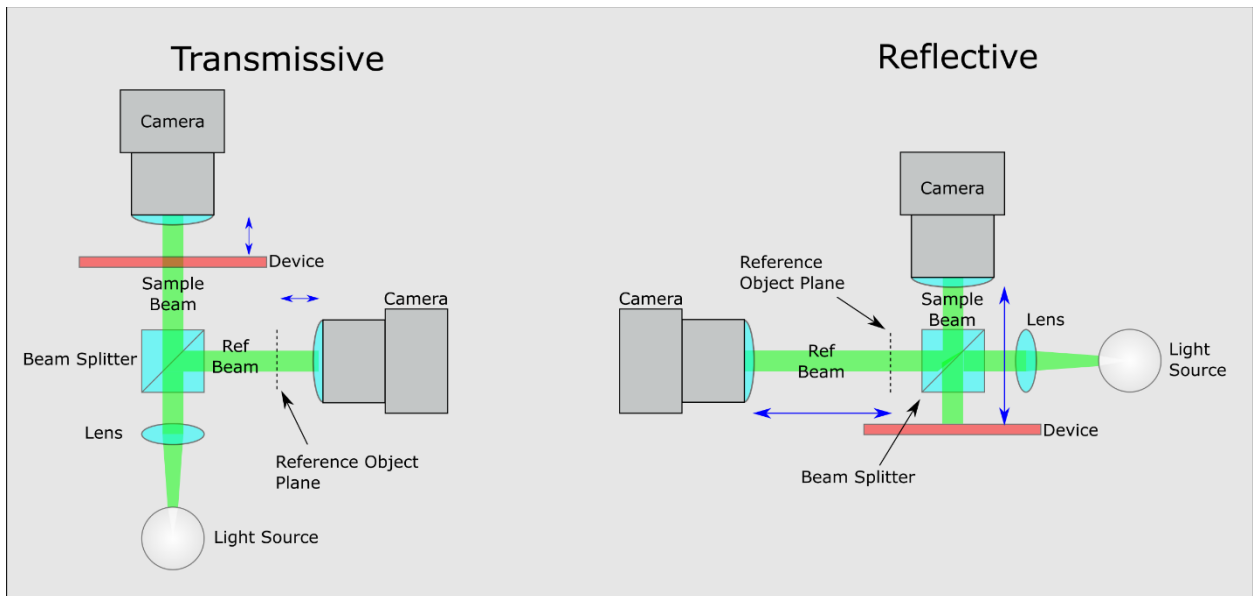 Transmissive
Camera
Device
Sample
Beam
Camera
Beam Splitter
Ref
Beam
Lens
Reference Object
Plane
Light Source
Reflective
Camera
Reference
Object Plane
Camera
Sample
Beam
Lens
Ref
Beam
Light
Source
Device
Beam Splitter